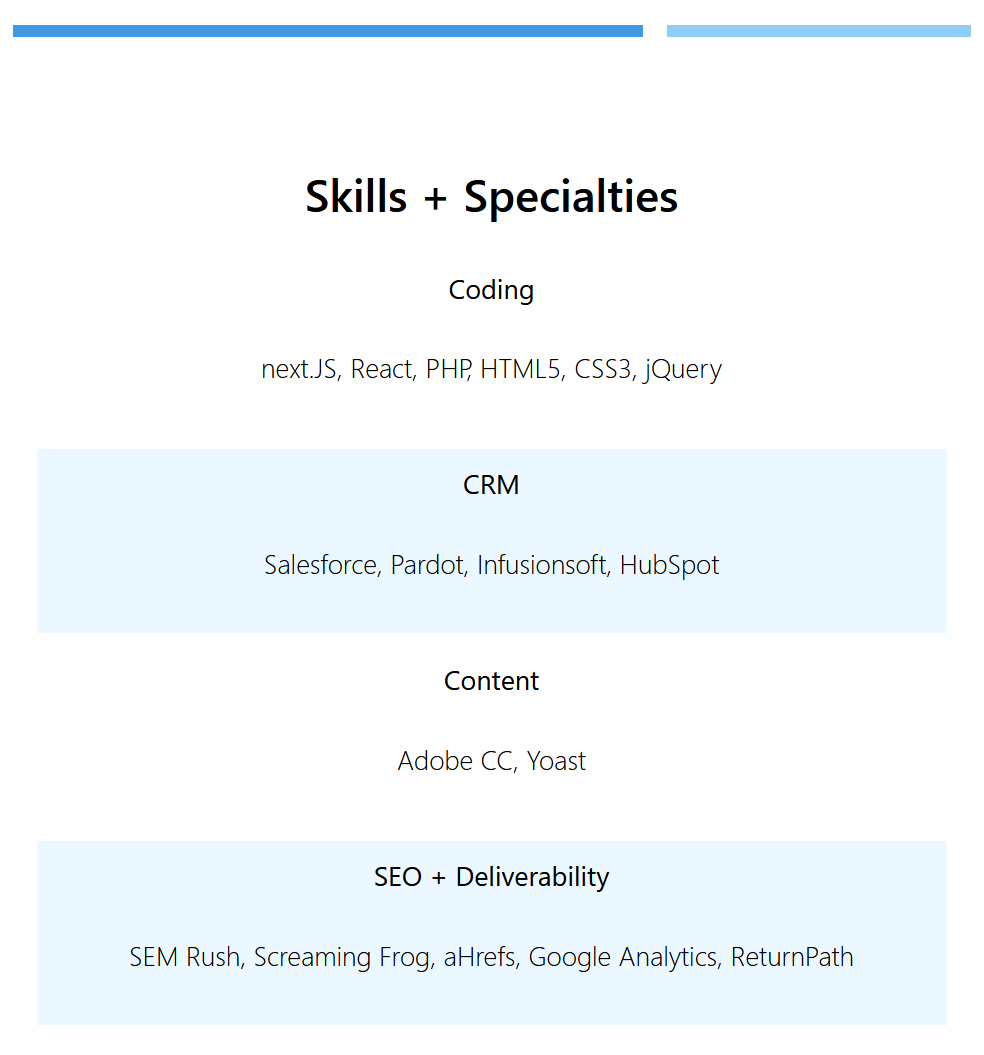 Skills + Specialties
Coding
next.JS, React, PHP, HTML5, CSS3, jQuery
CRM
Salesforce, Pardot, Infusionsoft, HubSpot
Content
Adobe CC, Yoast
SEO + Deliverability
SEM Rush, Screaming Frog, aHrefs, Google Analytics, ReturnPath